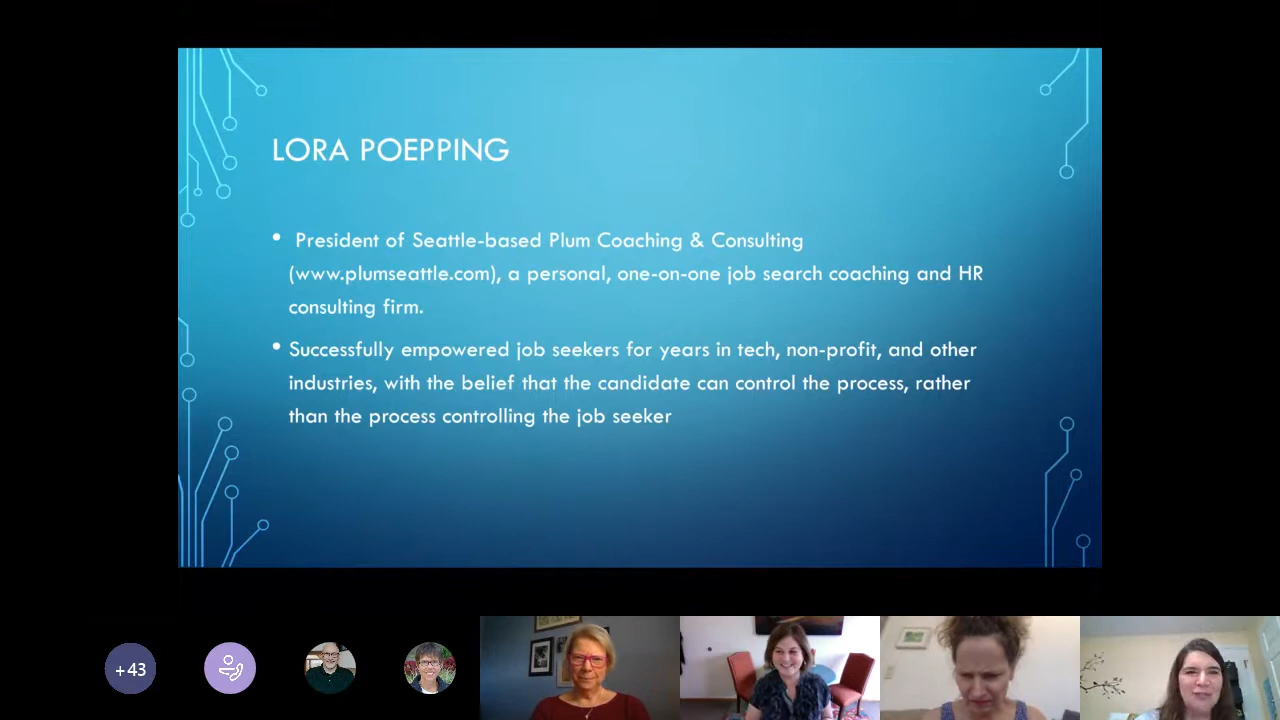 LORA POEPPING
• President of Seattle-based Plum Coaching & Consulting
(www.plumseattle.com), a personal, one-on-one job search coaching and HR
consulting firm.
• Successfully empowered job seekers for years in tech, non-profit, and other
industries, with the belief that the candidate can control the process, rather
than the process controlling the job seeker
+43